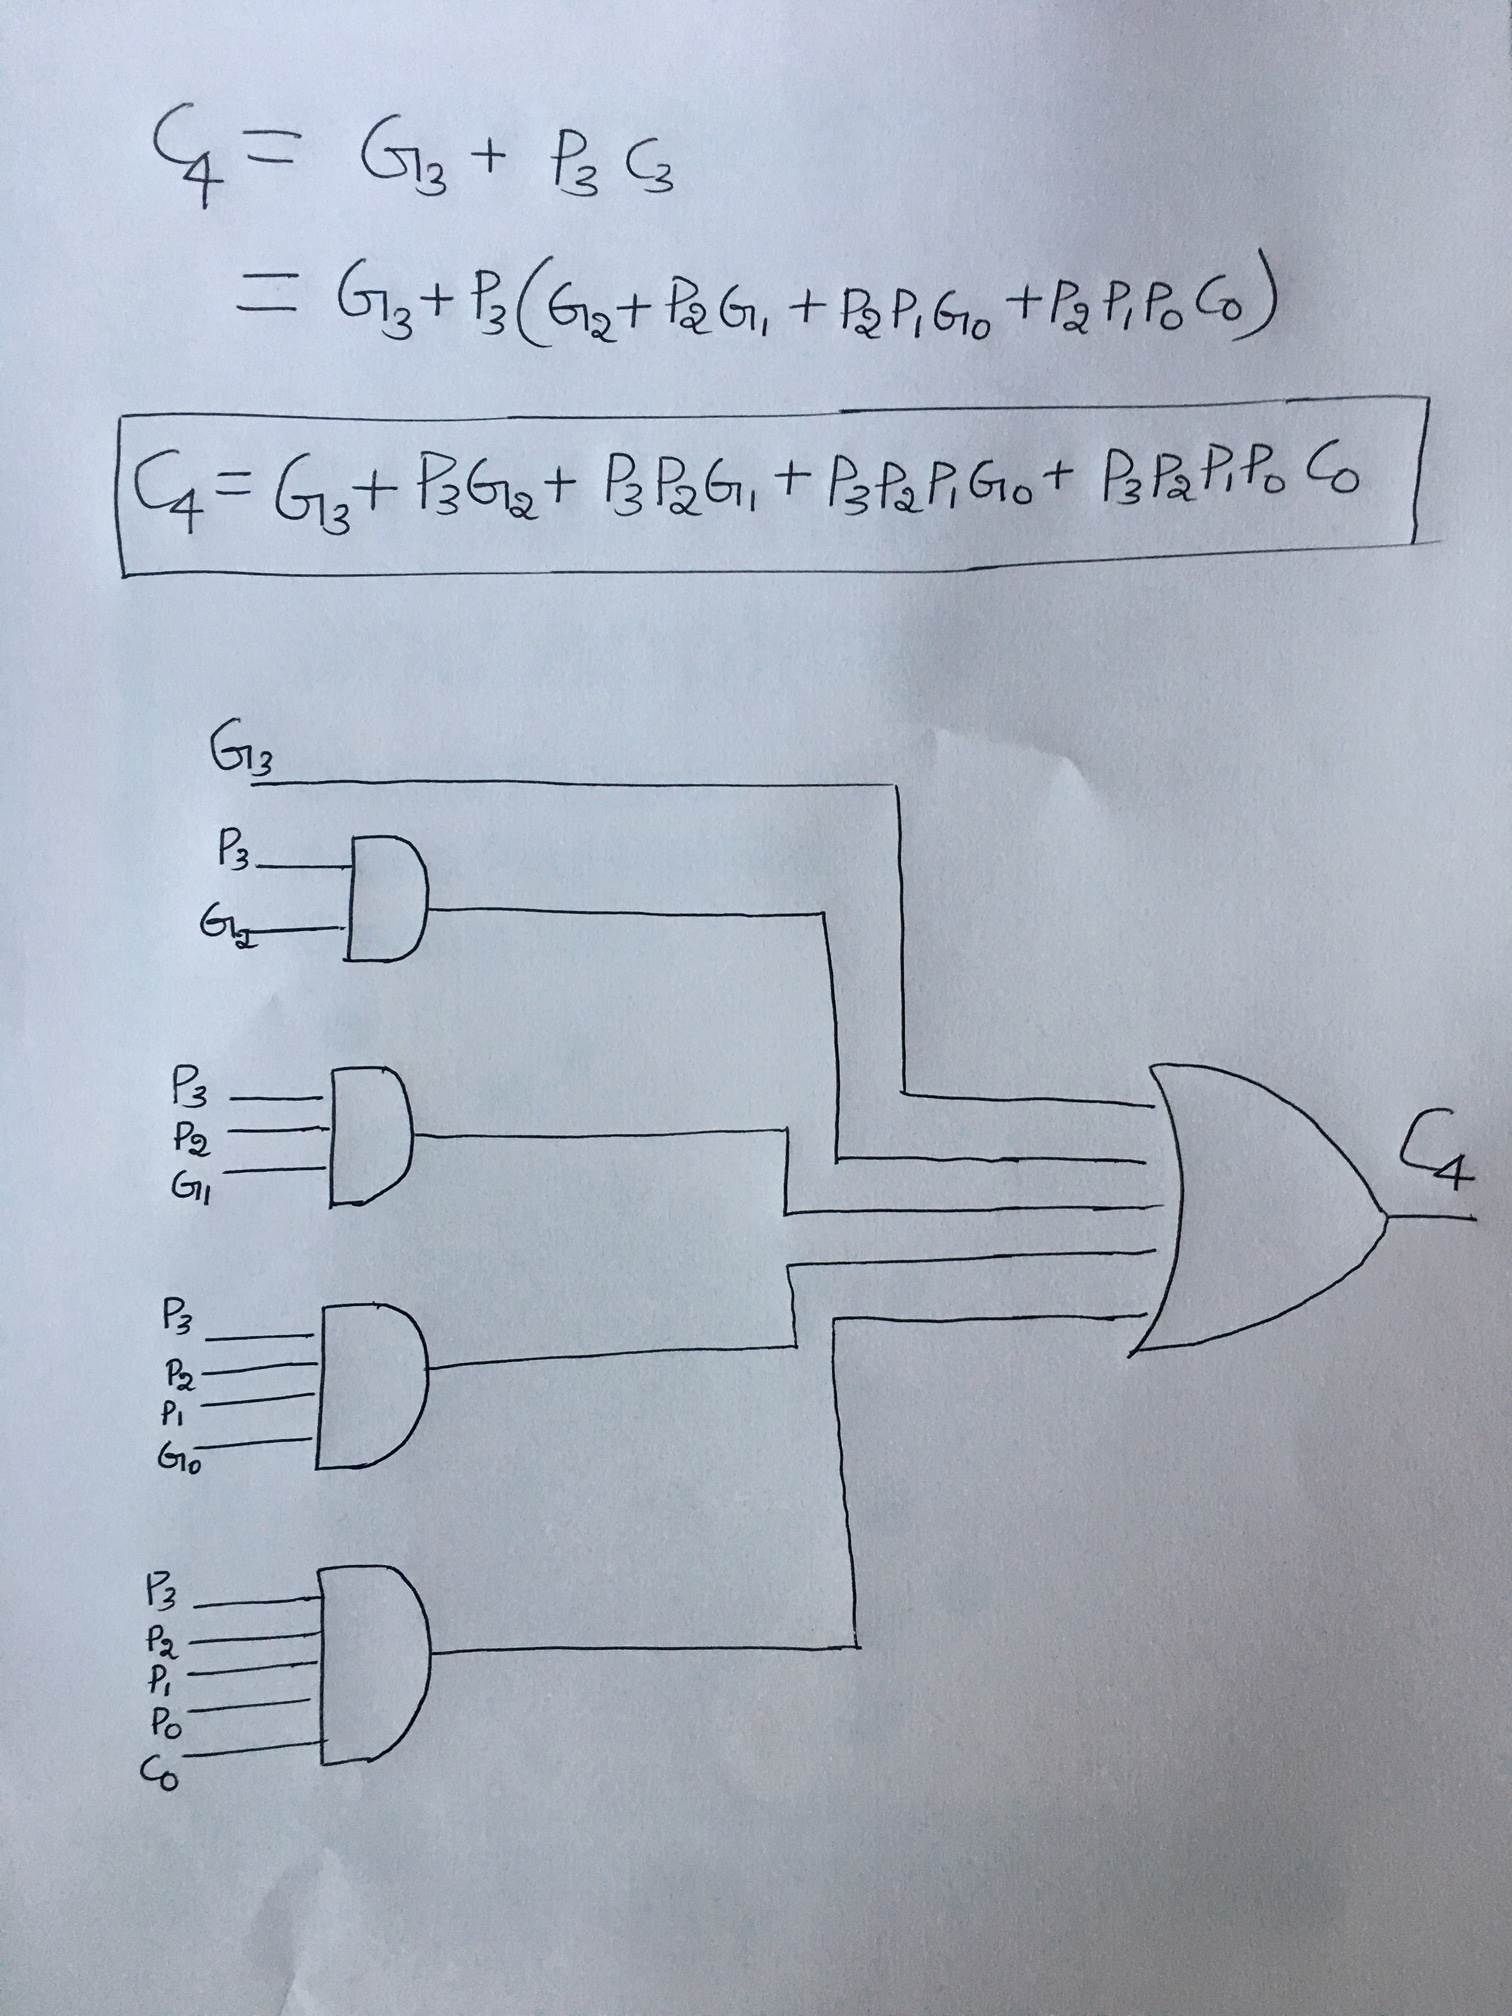 C₄ = G₃ + P₃ C₃
= G₃ + P₃ (G₂ + P₂ G₁ + P₂ P₁ G₀ + P₂ P₁ P₀ C₀)
C₄ = G₃ + P₃ G₂ + P₃ P₂ G₁ + P₃ P₂ P₁ G₀ + P₃ P₂ P₁ P₀ C₀
G₃
P₃
G₂
P₃
P₂
G₁
C₄
P₃
P₂
P₁
G₀
P₃
P₂
P₁
P₀
C₀